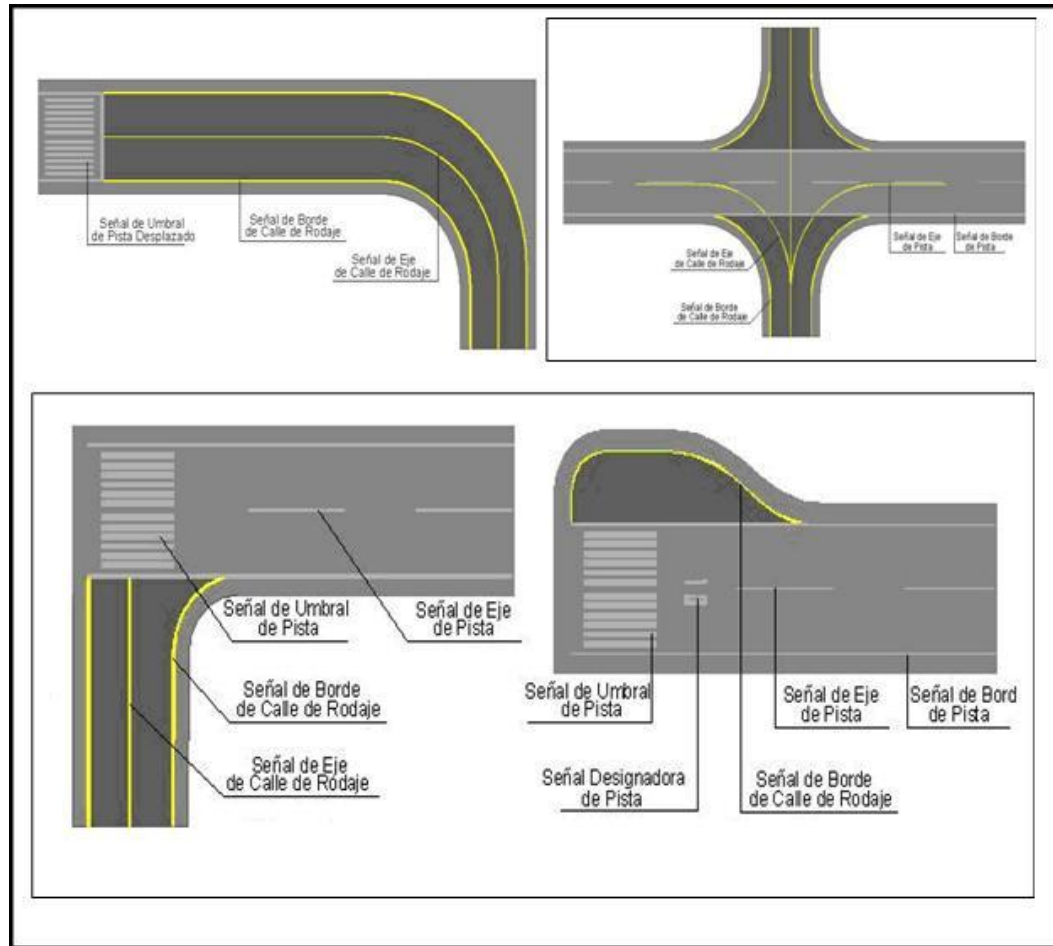 Señal de Umbral
de Pista Desplazado
Señal de Borde
de Calle de Rodaje
Señal de Eje
de Calle de Rodaje
Señal de Eje
de Calle de Rodaje
Señal de Borde
de Calle de Rodaje
Señal de Eje
de Pista
Señal de Borde
de Pista
Señal de Umbral
de Pista
Señal de Eje
de Pista
Señal de Borde
de Calle de Rodaje
Señal de Eje
de Calle de Rodaje
Señal de Umbral
de Pista
Señal de Eje
de Pista
Señal de Bord
de Pista
Señal Designadora
de Pista
Señal de Borde
de Calle de Rodaje